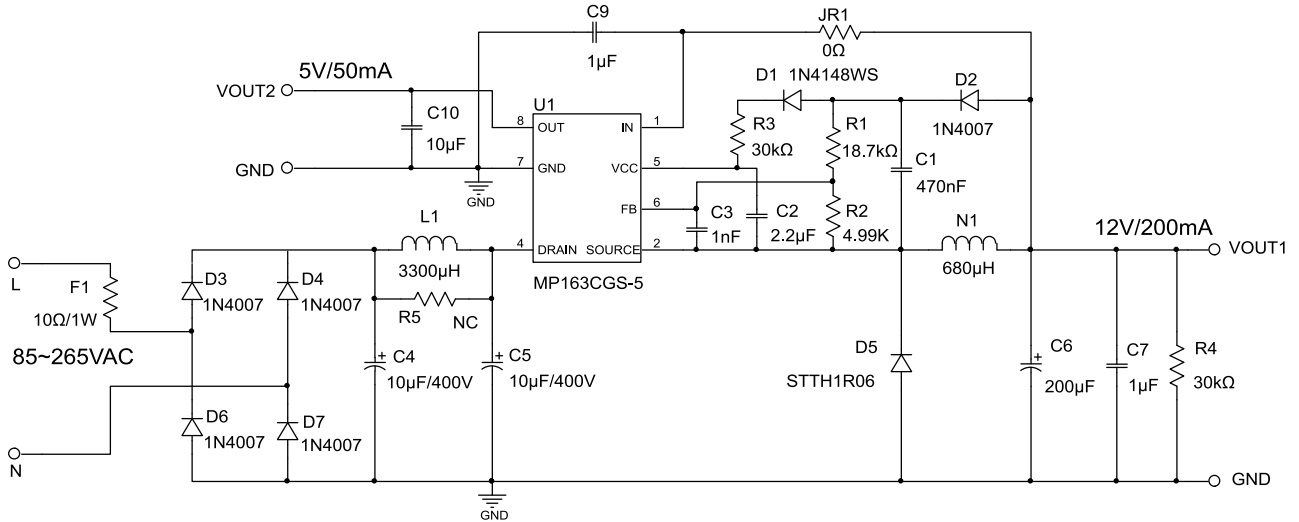 C9
1µF
JR1
0Ω
5V/50mA
VOUT2
C10
10µF
GND
GND
U1
8
OUT
IN
1
7
GND
VCC
5
FB
6
4
DRAIN
SOURCE
2
MP163CGS-5
D1
1N4148WS
D2
1N4007
R3
30kΩ
R1
18.7kΩ
C1
470nF
C3
1nF
C2
2.2µF
R2
4.99K
N1
680µH
12V/200mA
VOUT1
L1
3300µH
R5
NC
L
F1
10Ω/1W
85~265VAC
N
D3
1N4007
D4
1N4007
D6
1N4007
D7
1N4007
C4
+
10µF/400V
C5
+
10µF/400V
GND
D5
STTH1R06
C6
+
200µF
C7
1µF
R4
30kΩ
GND